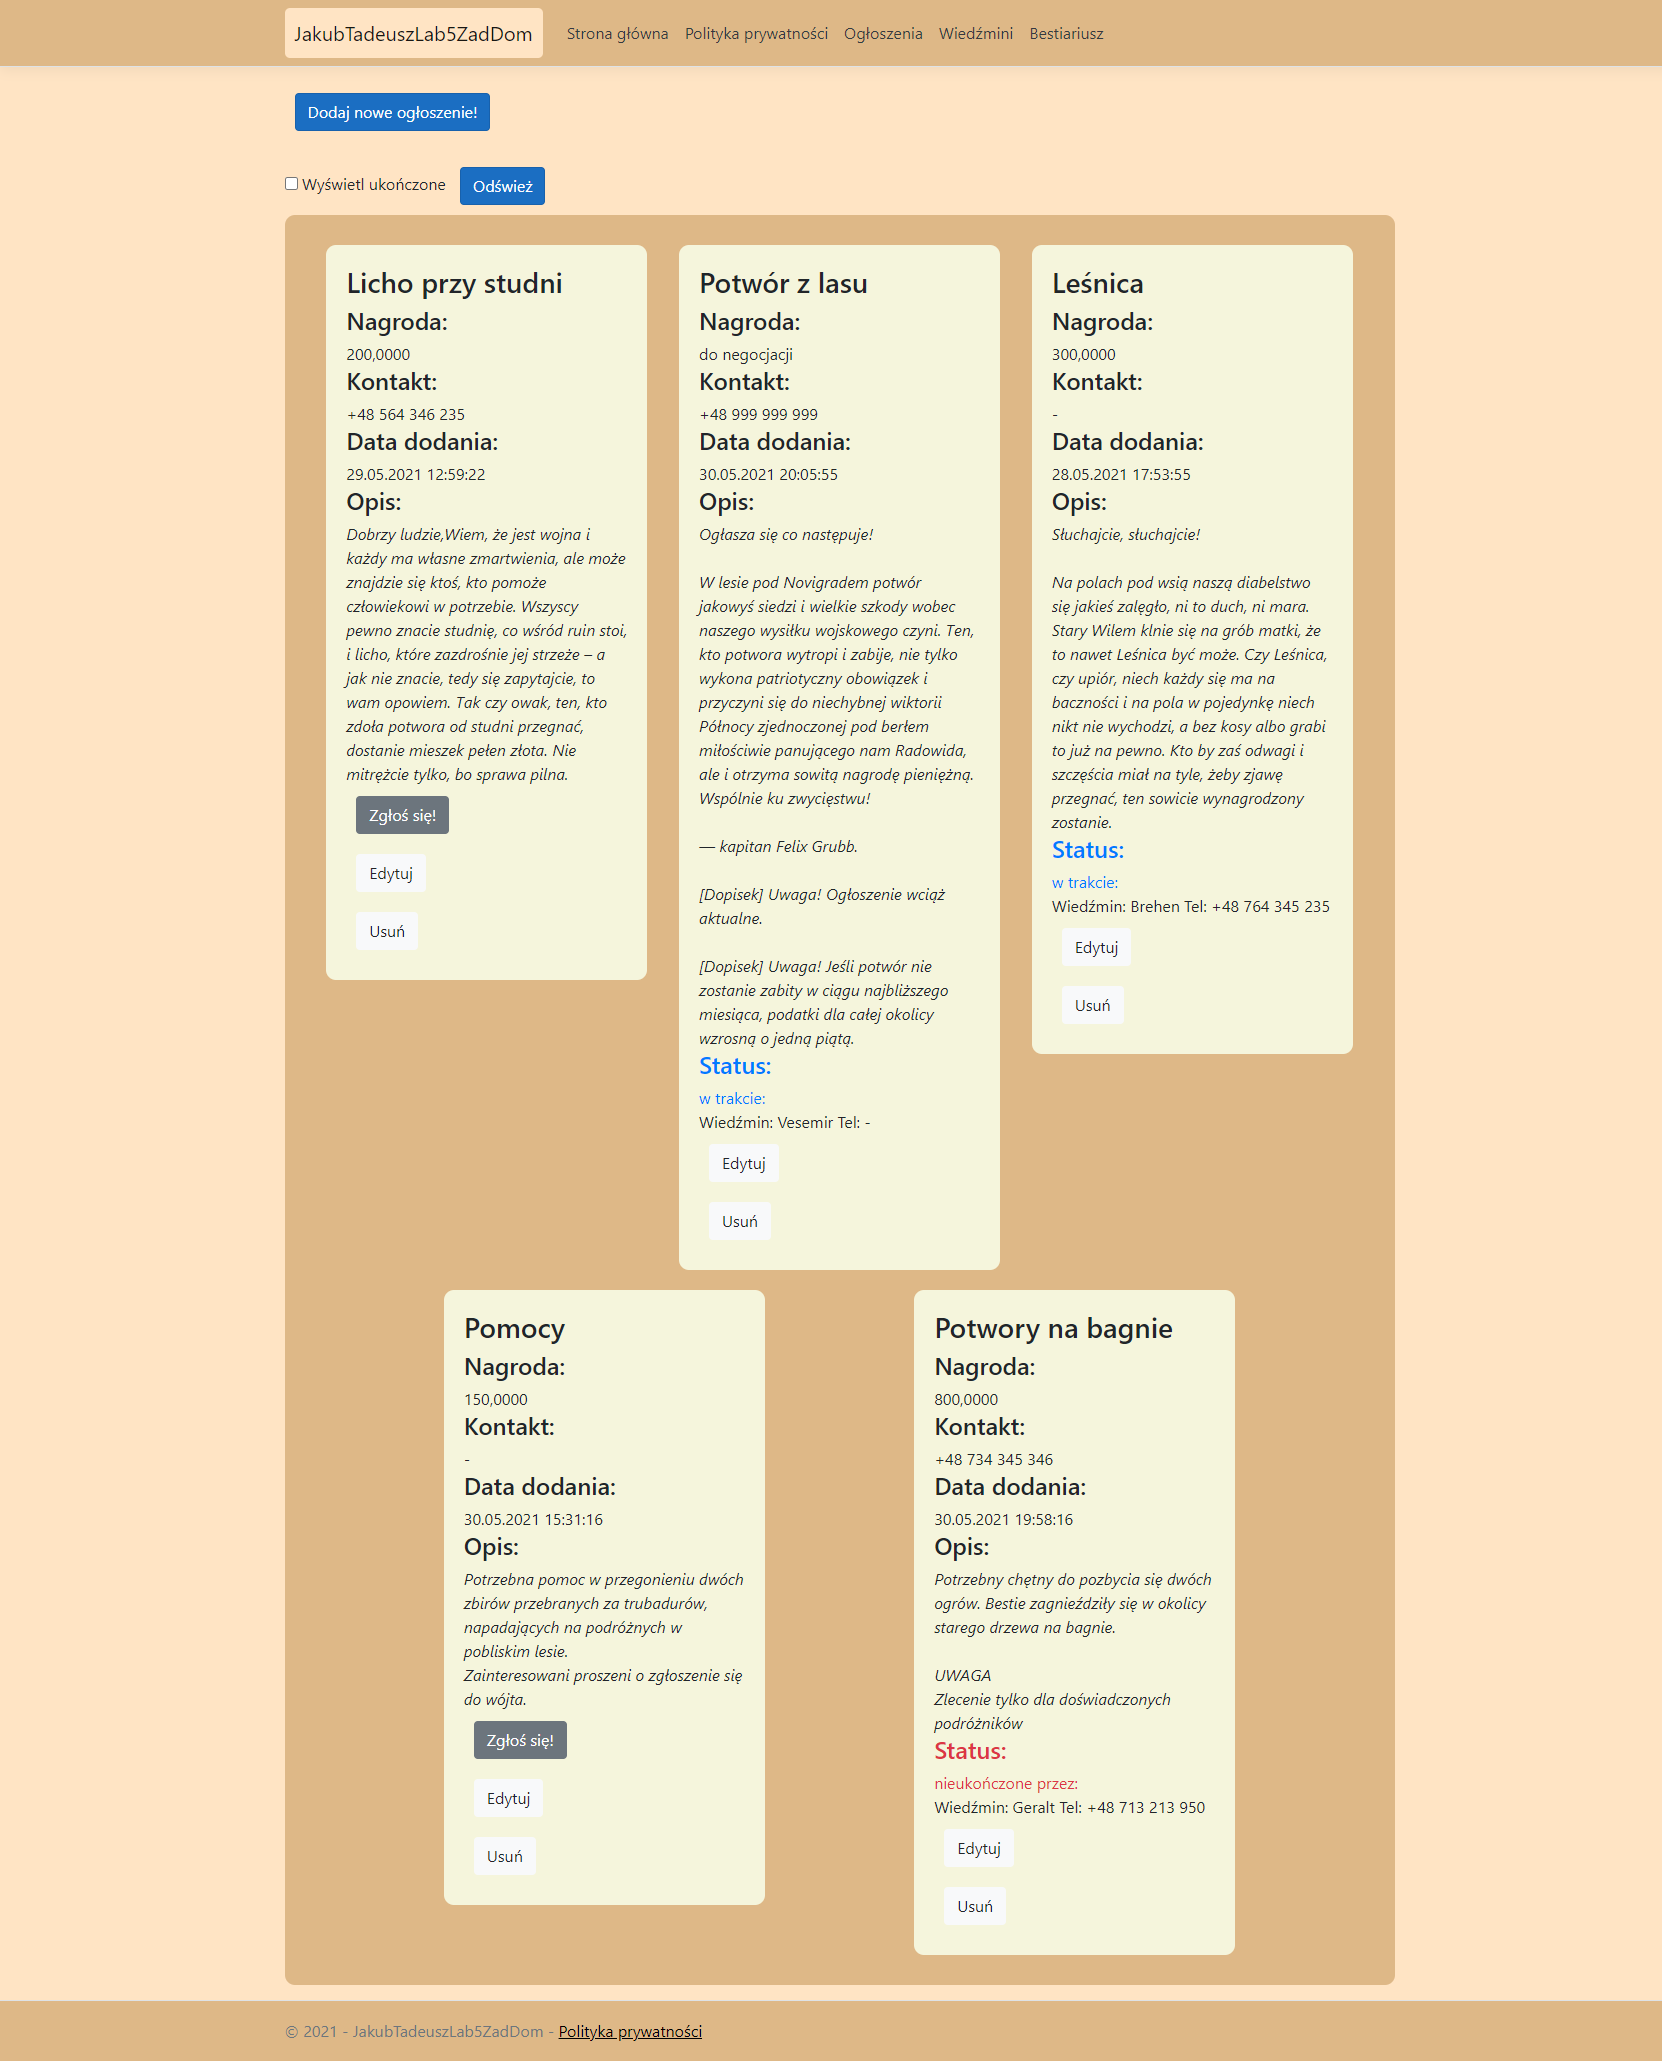 JakubTadeuszLab5ZadDom
Strona główna
Polityka prywatności
Ogłoszenia
Wiedźmini
Bestiariusz
Dodaj nowe ogłoszenie!
Wyświetl ukończone
Odśwież
Licho przy studni
Nagroda:
200,0000
Kontakt:
+48 564 346 235
Data dodania:
29.05.2021 12:59:22
Opis:
Dobrzy ludzie,Wiem, że jest wojna i
każdy ma własne zmartwienia, ale może
znajdzie się ktoś, kto pomoże
człowiekowi w potrzebie. Wszyscy
pewno znacie studnię, co wśród ruin stoi,
i licho, które zazdrośnie jej strzeże – a
jak nie znacie, tedy się zapytajcie, to
wam opowiem. Tak czy owak, ten, kto
zdoła potwora od studni przegnać,
dostanie mieszek pełen złota. Nie
mitrężcie tylko, bo sprawa pilna.
Zgłoś się!
Edytuj
Usuń
Potwór z lasu
Nagroda:
do negocjacji
Kontakt:
+48 999 999 999
Data dodania:
30.05.2021 20:05:55
Opis:
Ogłasza się co następuje!
W lesie pod Novigradem potwór
jakowyś siedzi i wielkie szkody wobec
naszego wysiłku wojskowego czyni. Ten,
kto potwora wytropi i zabije, nie tylko
wykona patriotyczny obowiązek i
przyczyni się do niechybnej wiktorii
Północy zjednoczonej pod berłem
miłościwie panującego nam Radowida,
ale i otrzyma sowitą nagrodę pieniężną.
Wspólnie ku zwycięstwu!
— kapitan Felix Grubb.
[Dopisek] Uwaga! Ogłoszenie wciąż
aktualne.
[Dopisek] Uwaga! Jeśli potwór nie
zostanie zabity w ciągu najbliższego
miesiąca, podatki dla całej okolicy
wzrosną o jedną piątą.
Status:
w trakcie:
Wiedźmin: Vesemir Tel: -
Edytuj
Usuń
Leśnica
Nagroda:
300,0000
Kontakt:
-
Data dodania:
28.05.2021 17:53:55
Opis:
Słuchajcie, słuchajcie!
Na polach pod wsią naszą diabelstwo
się jakieś zalęgło, ni to duch, ni mara.
Stary Wilem klnie się na grób matki, że
to nawet Leśnica być może. Czy Leśnica,
czy upiór, niech każdy się ma na
baczności i na pola w pojedynkę niech
nikt nie wychodzi, a bez kosy albo grabi
to już na pewno. Kto by zaś odwagi i
szczęścia miał na tyle, żeby zjawę
przegnać, ten sowicie wynagrodzony
zostanie.
Status:
w trakcie:
Wiedźmin: Brehen Tel: +48 764 345 235
Edytuj
Usuń
Pomocy
Nagroda:
150,0000
Kontakt:
-
Data dodania:
30.05.2021 15:31:16
Opis:
Potrzebna pomoc w przegonieniu dwóch
zbirów przebranych za trubadurów,
napadających na podróżnych w
pobliskim lesie.
Zainteresowani proszeni o zgłoszenie się
do wójta.
Zgłoś się!
Edytuj
Usuń
Potwory na bagnie
Nagroda:
800,0000
Kontakt:
+48 734 345 346
Data dodania:
30.05.2021 19:58:16
Opis:
Potrzebny chętny do pozbycia się dwóch
ogrów. Bestie zagnieździły się w okolicy
starego drzewa na bagnie.
UWAGA
Zlecenie tylko dla doświadczonych
podróżników
Status:
nieukończone przez:
Wiedźmin: Geralt Tel: +48 713 213 950
Edytuj
Usuń
© 2021 - JakubTadeuszLab5ZadDom - Polityka prywatności